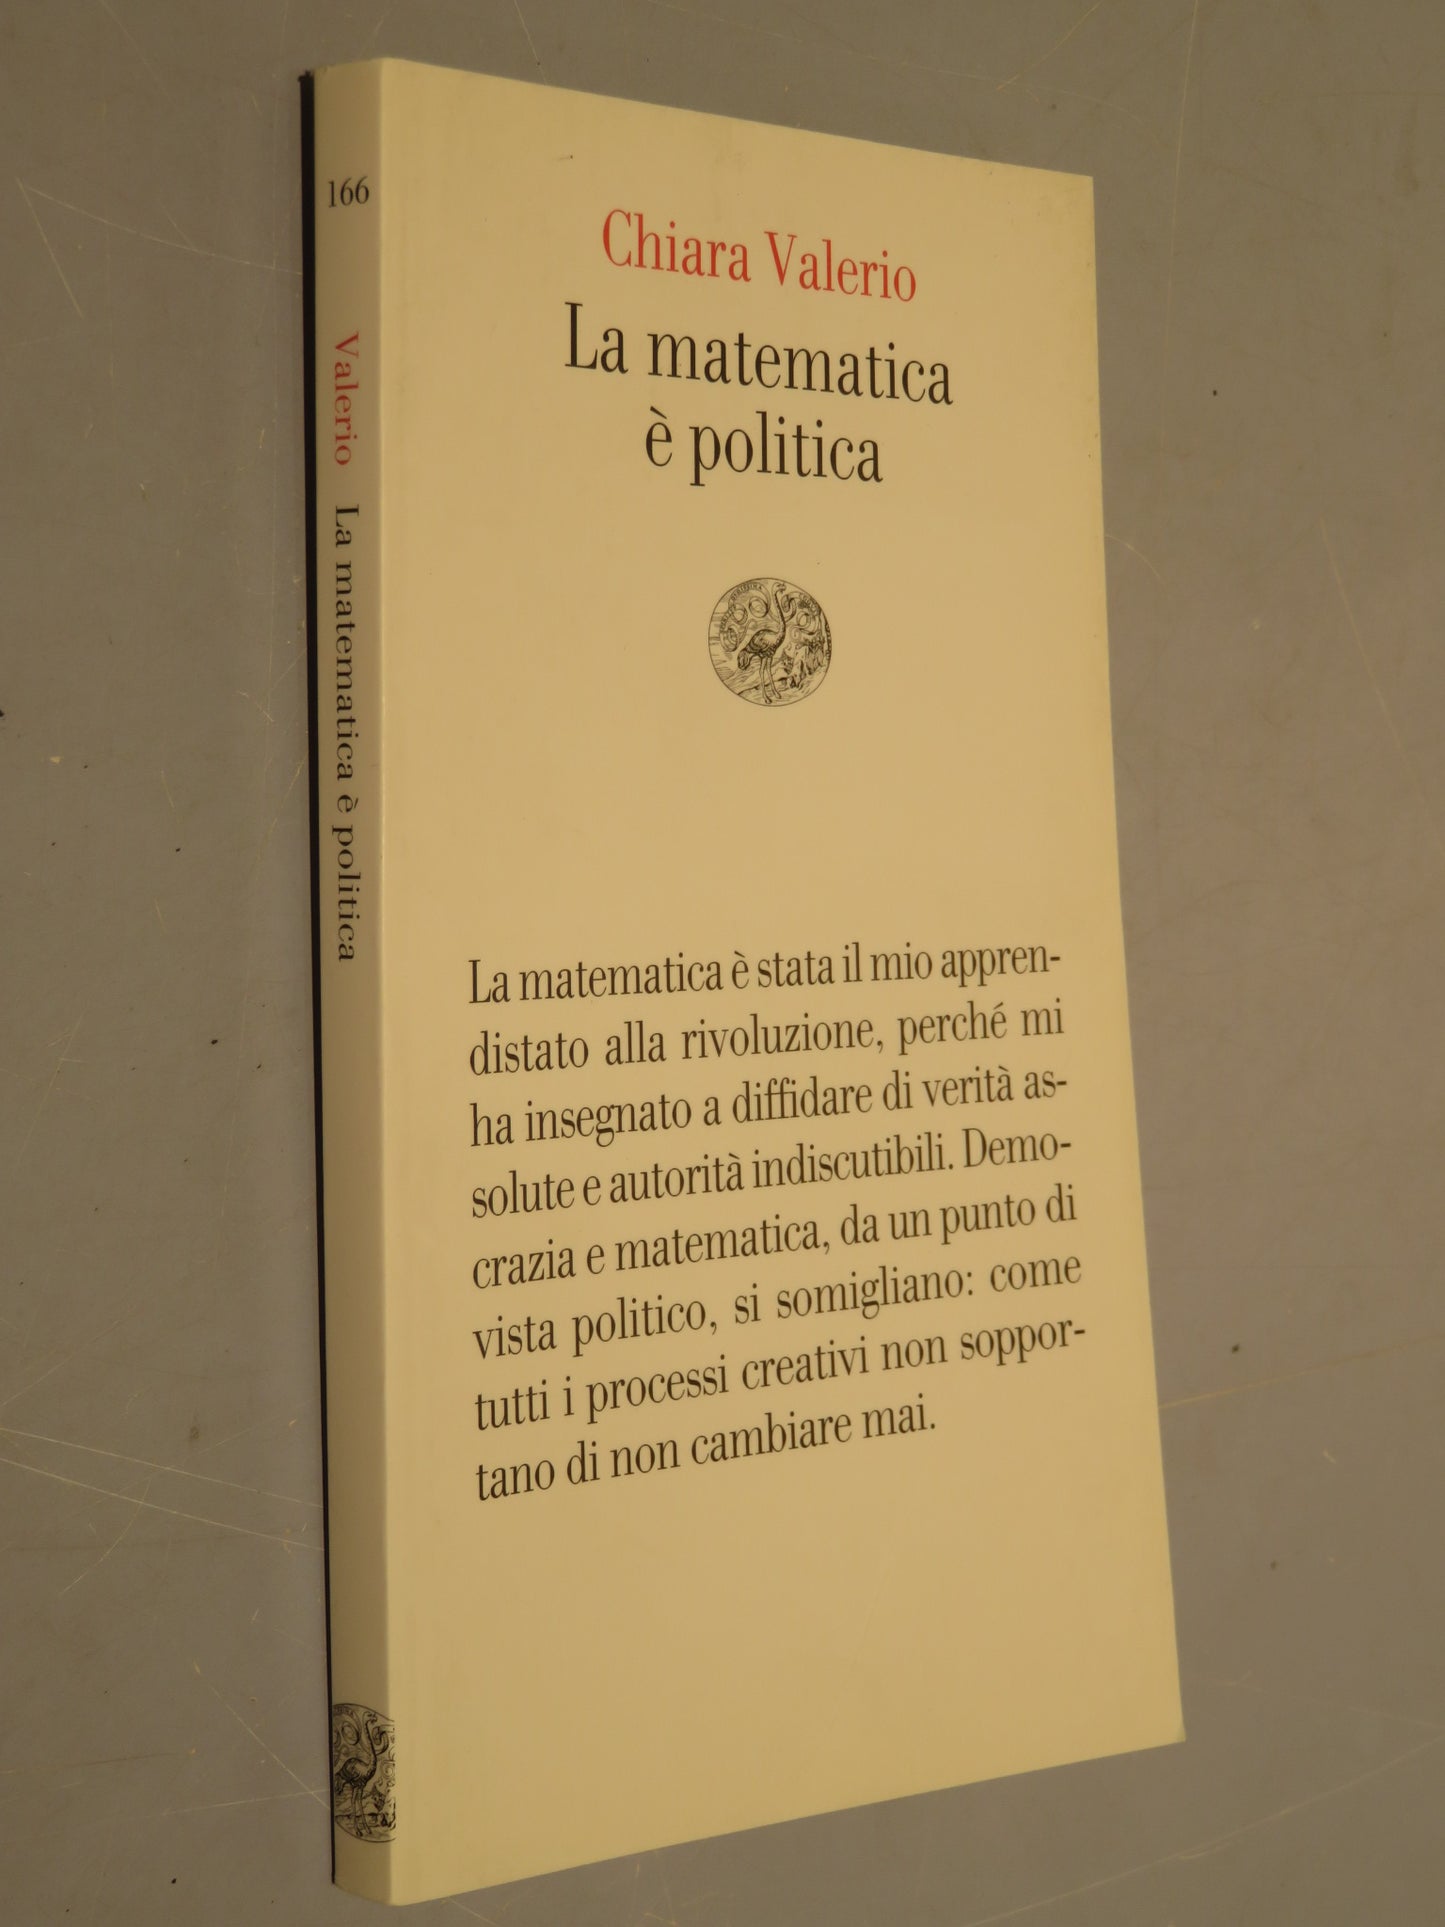 166
Valerio La matematica è politica
Chiara Valerio
La matematica
è politica
La matematica è stata il mio appren-
distato alla rivoluzione, perché mi
ha insegnato a diffidare di verità as-
solute e autorità indiscutibili. Demo-
crazia e matematica, da un punto di
vista politico, si somigliano: come
tutti i processi creativi non soppor-
tano di non cambiare mai.